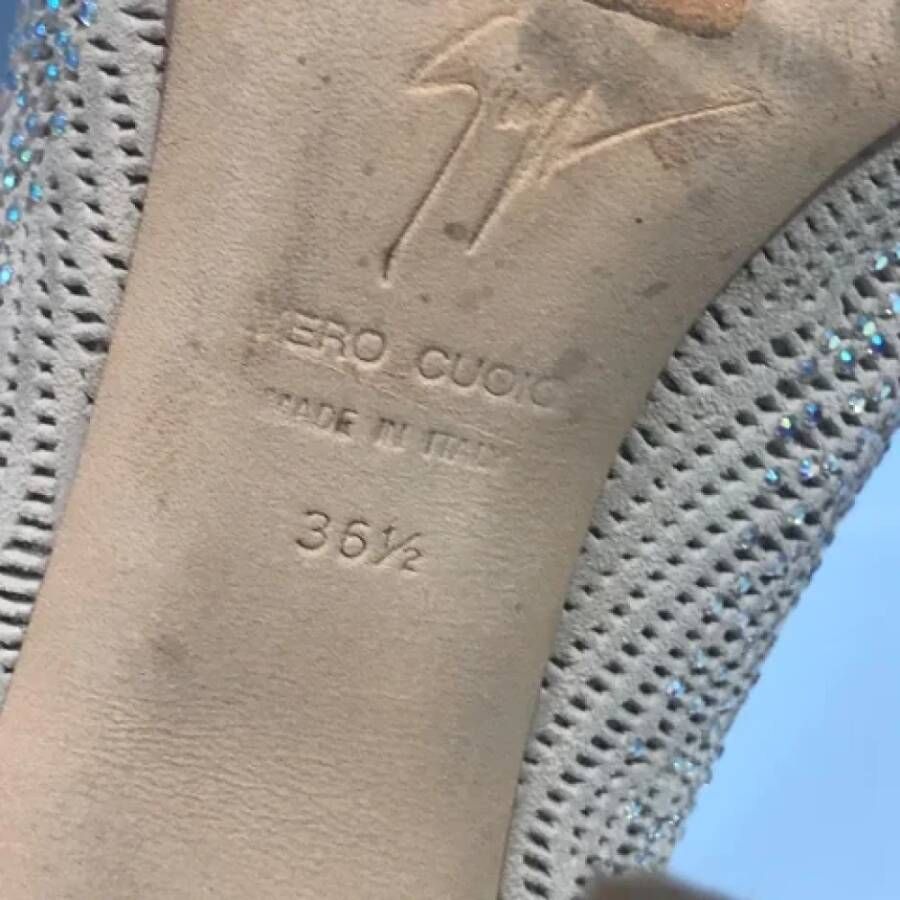 VERO CUOIO
MADE IN ITALY
36½